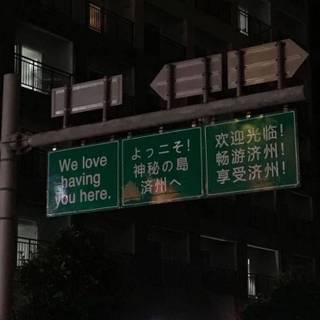 We love
having
you here.
ようこそ!
神秘の島
済州へ
欢迎光临!
畅游济州!
享受济州!